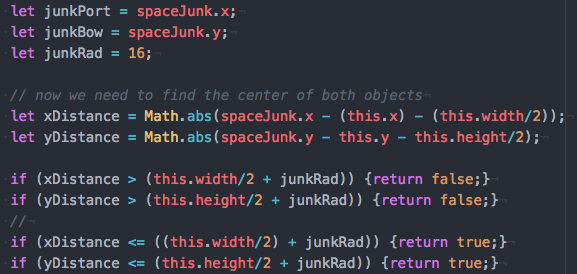 let junkPort = spaceJunk.x;
let junkBow = spaceJunk.y;
let junkRad = 16;
// now we need to find the center of both objects
let xDistance = Math.abs(spaceJunk.x - (this.x) - (this.width/2));
let yDistance = Math.abs(spaceJunk.y - this.y - this.height/2);
if (xDistance > (this.width/2 + junkRad)) {return false;}
if (yDistance > (this.height/2 + junkRad)) {return false;}
//
if (xDistance <= ((this.width/2) + junkRad)) {return true;}
if (yDistance <= (this.height/2 + junkRad)) {return true;}